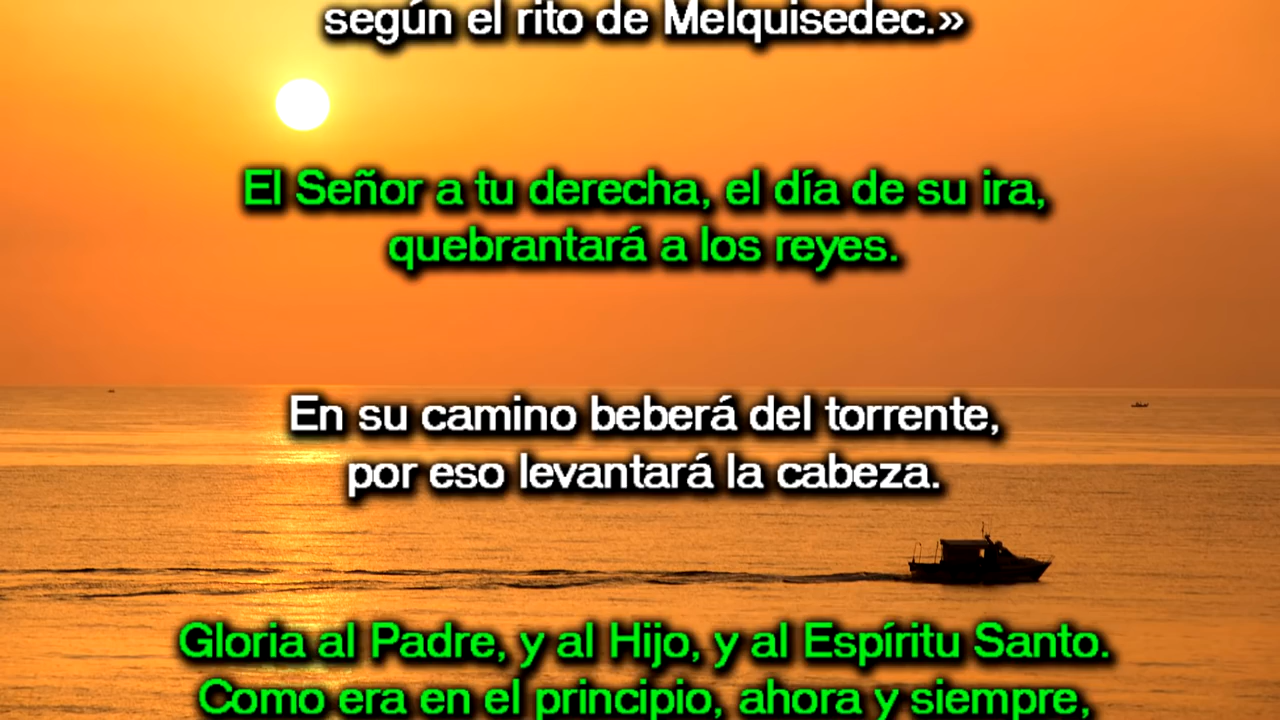 según el rito de Melquisedec.»
El Señor a tu derecha, el día de su ira,
quebrantará a los reyes.
En su camino beberá del torrente,
por eso levantará la cabeza.
Gloria al Padre, y al Hijo, y al Espíritu Santo.
Como era en el principio, ahora y siempre,